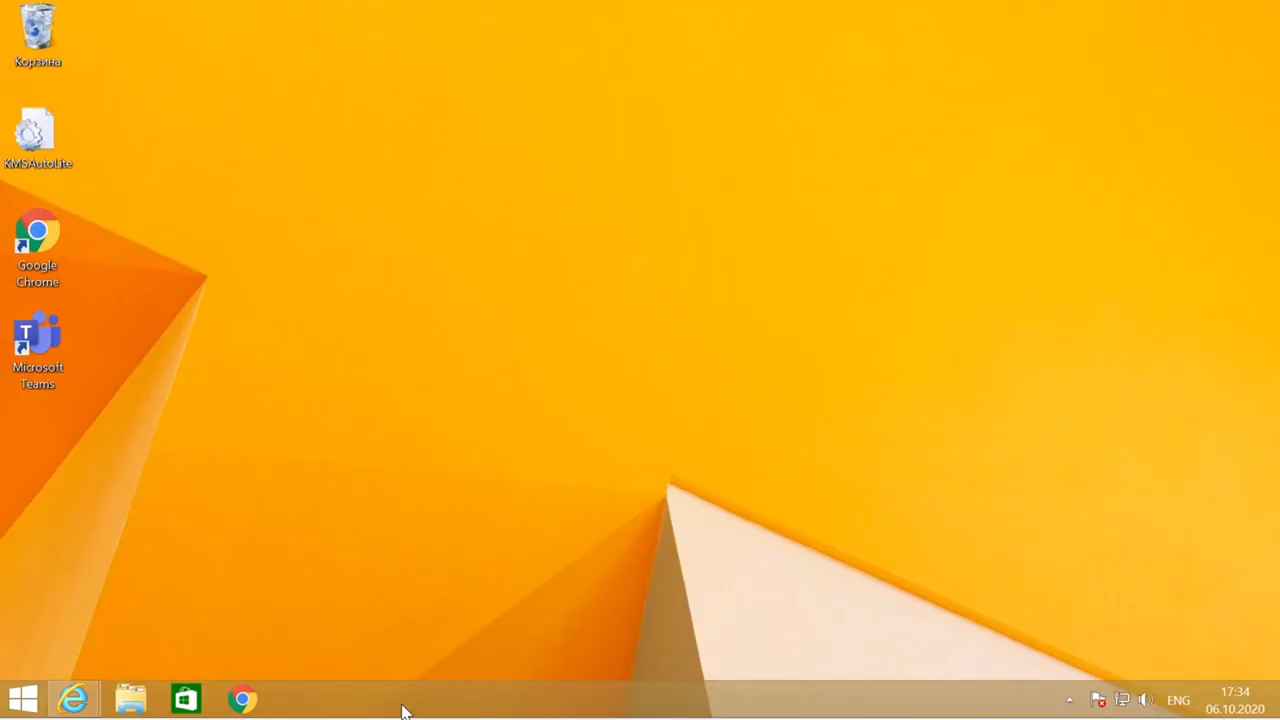 Корзина
KMSAutoLite
Google
Chrome
T
Microsoft
Teams
ENG
17:34
06.10.2020